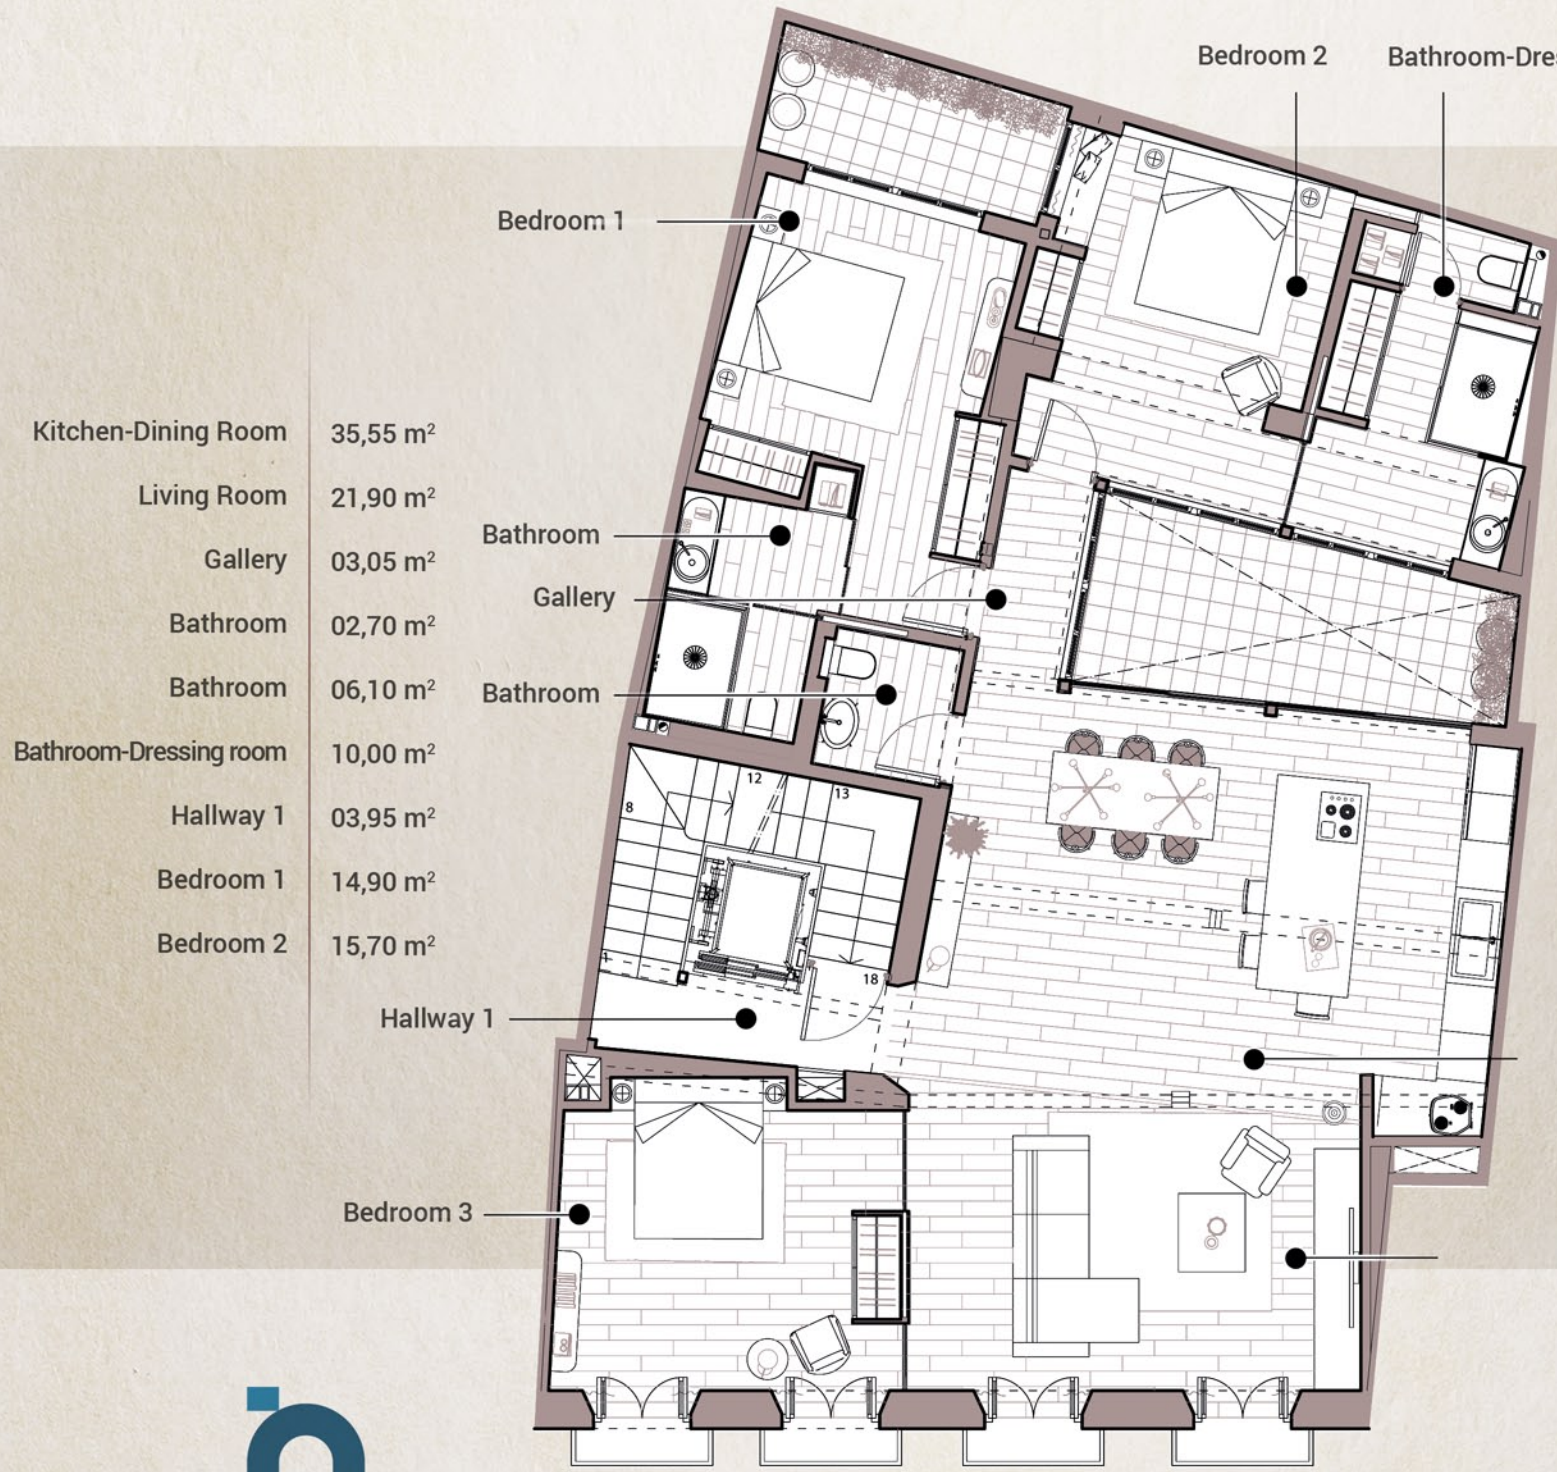 Bedroom 2
Bathroom-Dres
Bedroom 1
Kitchen-Dining Room 35,55 m²
Living Room 21,90 m²
Gallery 03,05 m²
Bathroom 02,70 m²
Bathroom 06,10 m²
Bathroom-Dressing room 10,00 m²
Hallway 1 03,95 m²
Bedroom 1 14,90 m²
Bedroom 2 15,70 m²
Bathroom
Gallery
Bathroom
8
12
13
18
Hallway 1
Bedroom 3